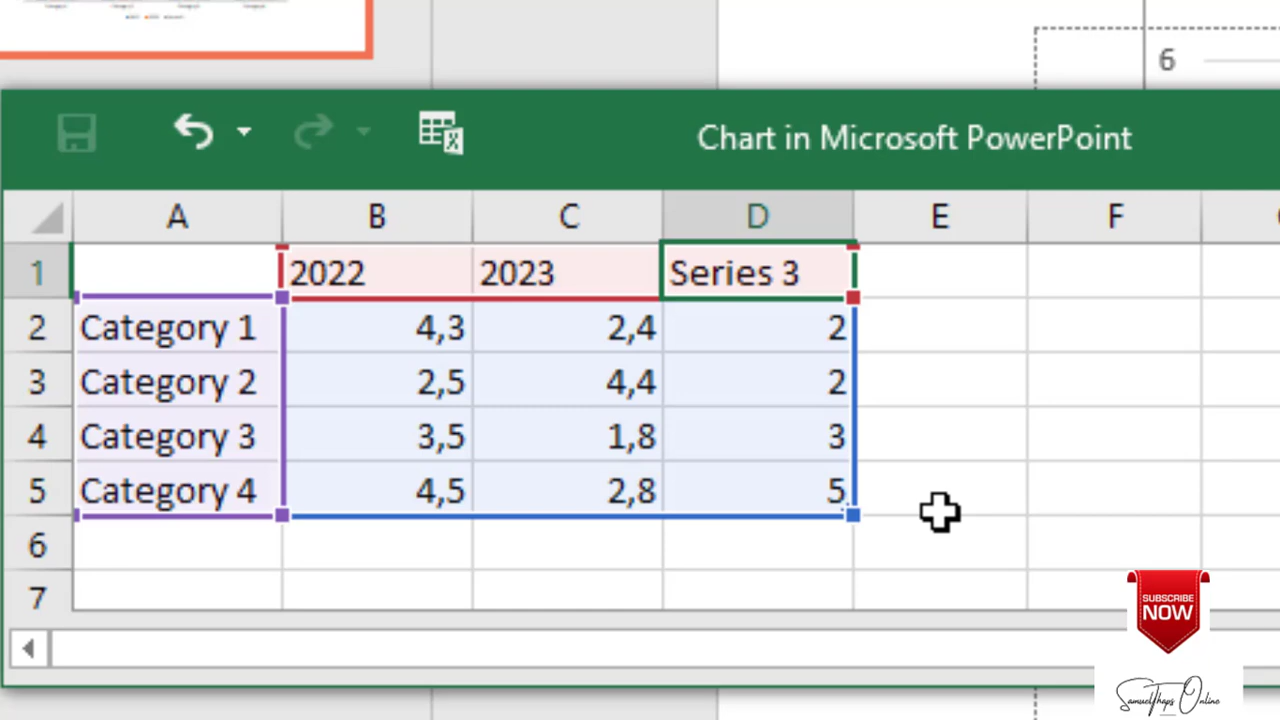 6
Chart in Microsoft PowerPoint
A B C D E F
1 2022 2023 Series 3
2 Category 1 4,3 2,4 2
3 Category 2 2,5 4,4 2
4 Category 3 3,5 1,8 3
5 Category 4 4,5 2,8 5
6
7
SUBSCRIBE
NOW
SamuelThaps Online